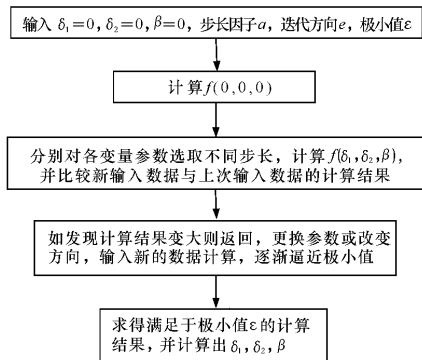 输入 δ₁=0,δ₂=0,β=0,步长因子a,迭代方向e,极小值ε
计算f(0,0,0)
分别对各变量参数选取不同步长,计算f(δ₁,δ₂,β),
并比较新输入数据与上次输入数据的计算结果
如发现计算结果变大则返回,更换参数或改变
方向,输入新的数据计算,逐渐逼近极小值
求得满足于极小值ε的计算
结果,并计算出 δ₁,δ₂,β